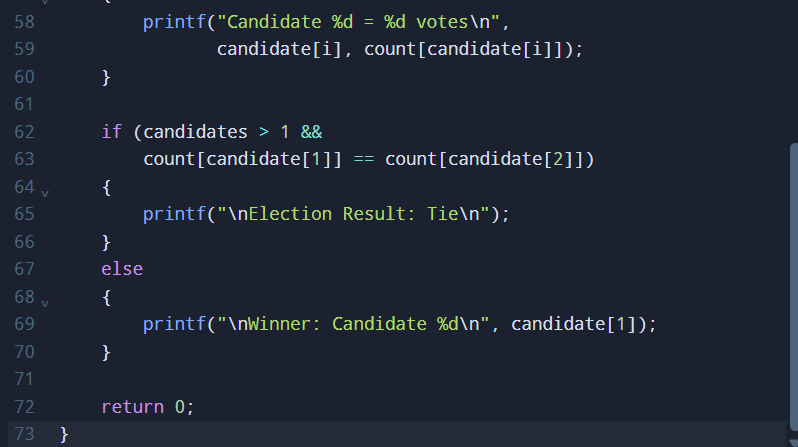 58 printf("Candidate %d = %d votes\n",
59 candidate[i], count[candidate[i]]);
60 }
61
62 if (candidates > 1 &&
63 count[candidate[1]] == count[candidate[2]])
64 {
65 printf("\nElection Result: Tie\n");
66 }
67 else
68 {
69 printf("\nWinner: Candidate %d\n", candidate[1]);
70 }
71
72 return 0;
73 }